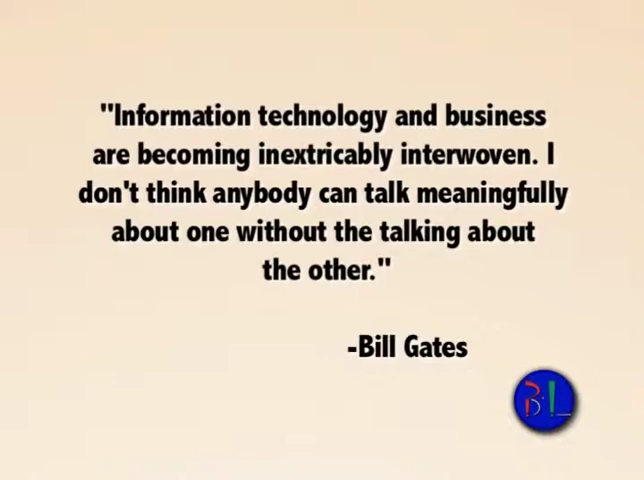 "Information technology and business
are becoming inextricably interwoven. I
don't think anybody can talk meaningfully
about one without the talking about
the other."
-Bill Gates
BL